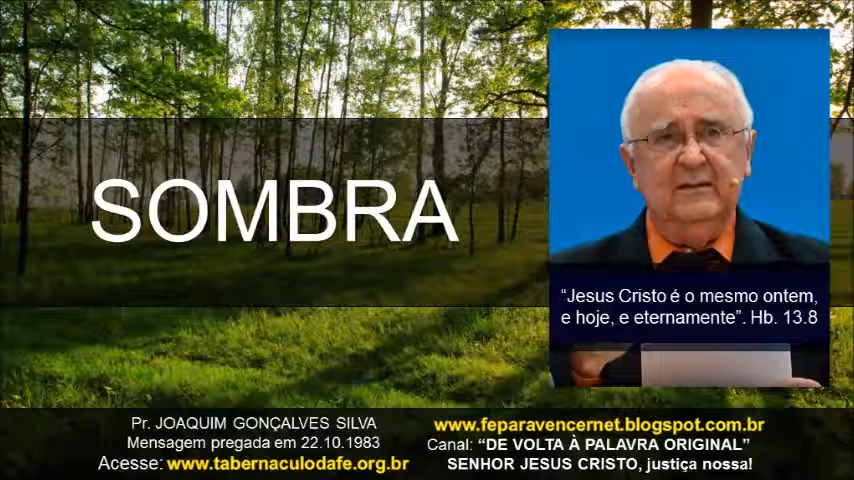 SOMBRA
“Jesus Cristo é o mesmo ontem,
e hoje, e eternamente”. Hb. 13.8
Pr. JOAQUIM GONÇALVES SILVA
Mensagem pregada em 22.10.1983
Acesse: www.tabernaculodafe.org.br
www.feparavencernet.blogspot.com.br
Canal: “DE VOLTA À PALAVRA ORIGINAL”
SENHOR JESUS CRISTO, justiça nossa!